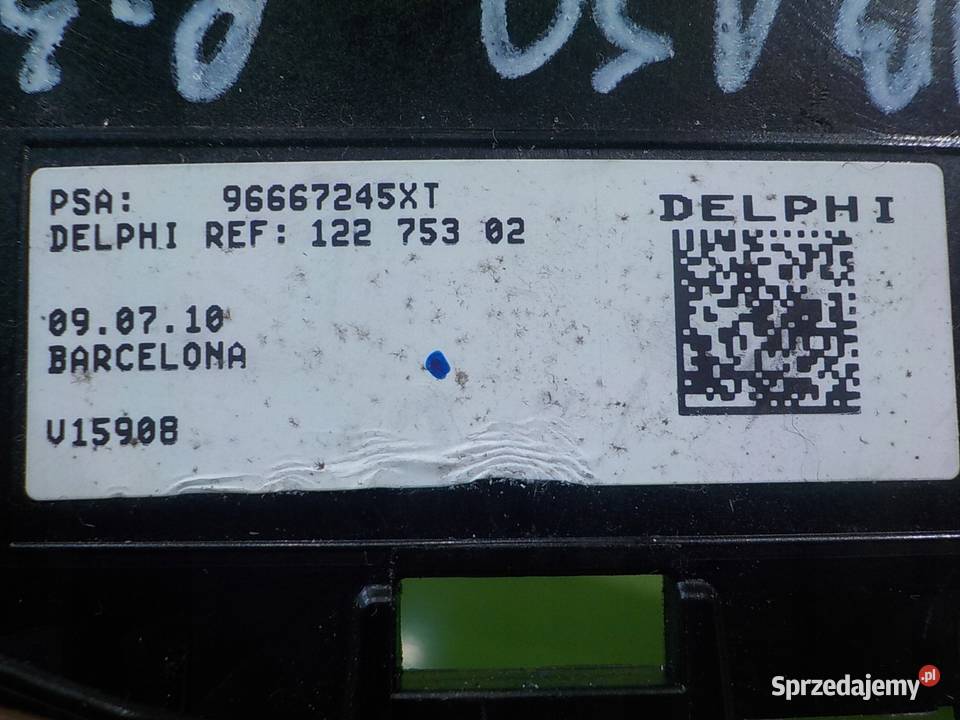 PSA: 96667245XT
DELPHI REF: 122 753 02
DELPHI
09.07.10
BARCELONA
V15908
Sprzedajemy.pl